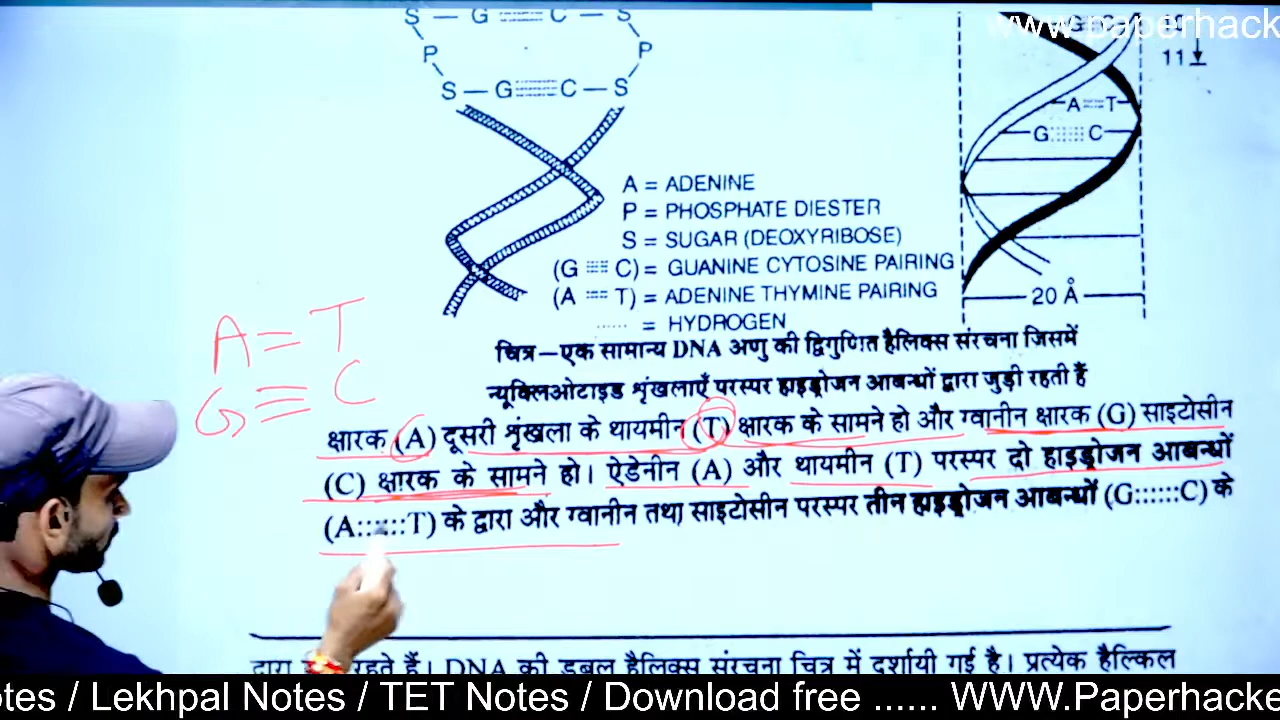 www.paperhack
S — G ::::: C — S
P P
S — G ::::: C — S
11
A ::::: T
G ::::: C
A = ADENINE
P = PHOSPHATE DIESTER
S = SUGAR (DEOXYRIBOSE)
(G ::::: C) = GUANINE CYTOSINE PAIRING
(A ::::: T) = ADENINE THYMINE PAIRING
...... = HYDROGEN
20 Å
A = T
G ≡ C
चित्र—एक सामान्य DNA अणु की द्विगुणित हैलिक्स संरचना जिसमें
न्यूक्लिओटाइड शृंखलाएँ परस्पर हाइड्रोजन आबन्धों द्वारा जुड़ी रहती हैं
क्षारक (A) दूसरी शृंखला के थायमीन (T) क्षारक के सामने हो और ग्वानीन क्षारक (G) साइटोसीन
(C) क्षारक के सामने हो। ऐडेनीन (A) और थायमीन (T) परस्पर दो हाइड्रोजन आबन्धों
(A::::::T) के द्वारा और ग्वानीन तथा साइटोसीन परस्पर तीन हाइड्रोजन आबन्धों (G::::::C) के
रहते हैं। DNA की डबल हैलिक्स संरचना चित्र में दर्शायी गई है। प्रत्येक हैल्किल
otes / Lekhpal Notes / TET Notes / Download free ...... WWW.Paperhacke